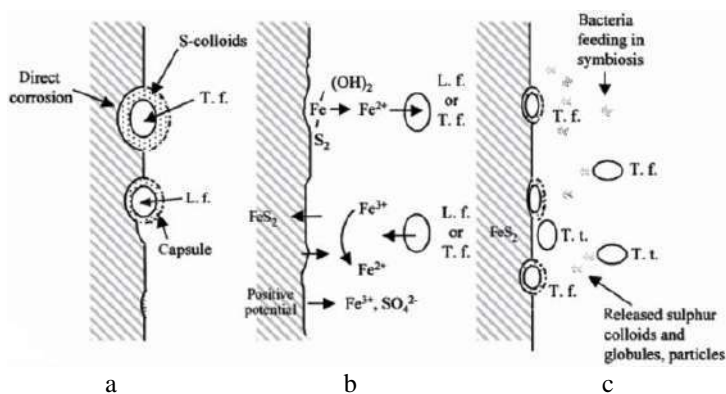 S-colloids
Direct
corrosion
T. f.
L. f.
Capsule
a
(OH)2
Fe
Fe2+
S2
L. f.
or
T. f.
FeS2
Fe3+
Fe2+
L. f.
or
T. f.
Positive
potential
Fe3+, SO42-
b
Bacteria
feeding in
symbiosis
T. f.
T. f.
FeS2
T. t.
T. t.
T. f.
Released sulphur
colloids and
globules, particles
c